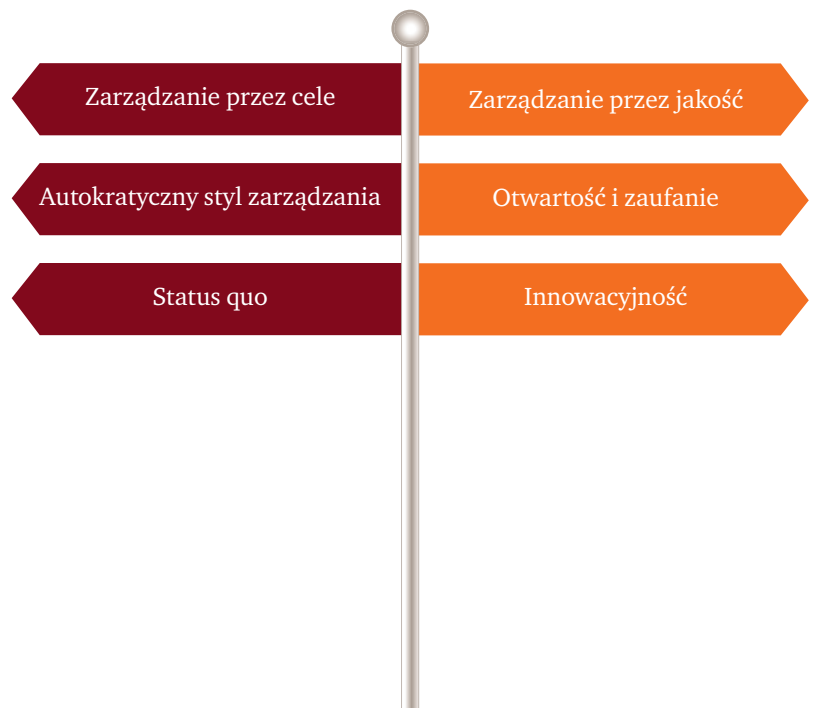 Zarządzanie przez cele
Zarządzanie przez jakość
Autokratyczny styl zarządzania
Otwartość i zaufanie
Status quo
Innowacyjność